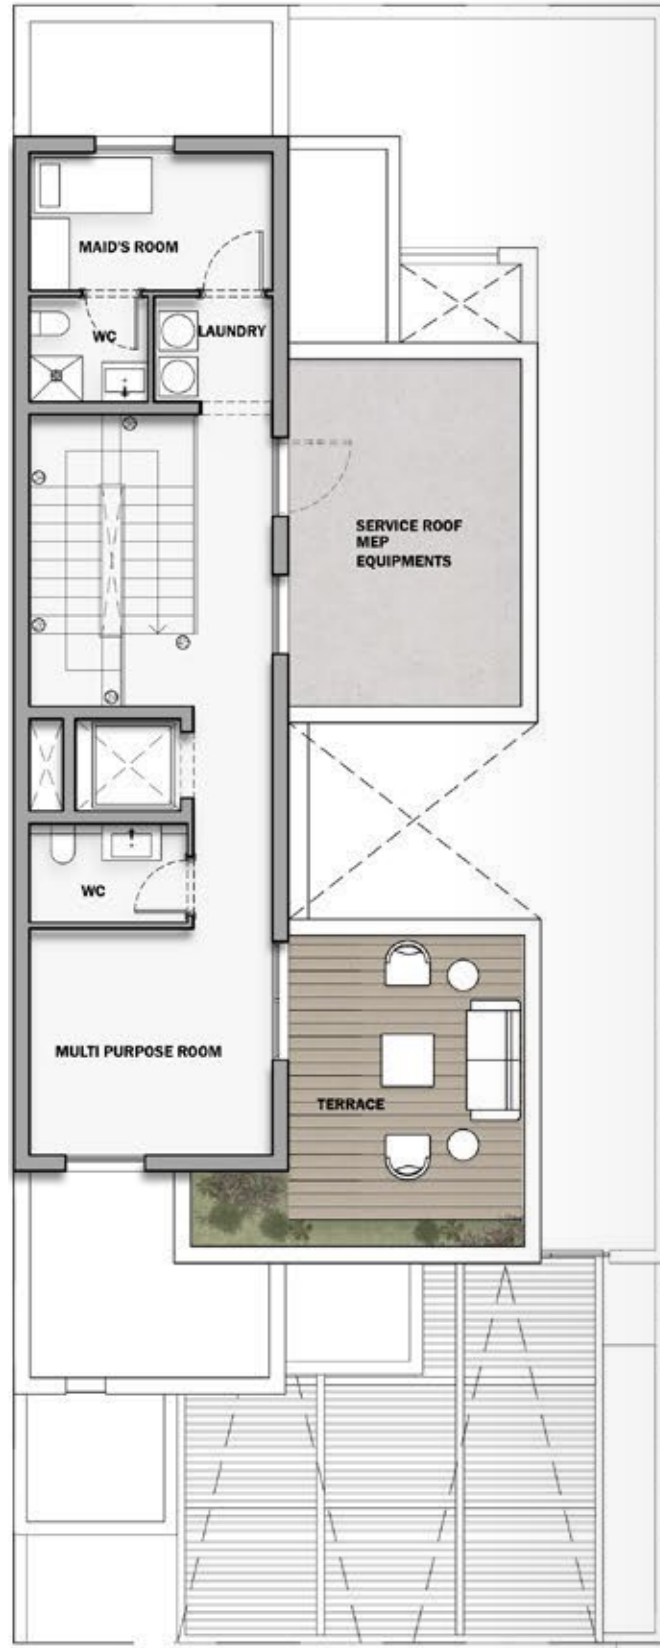 MAID'S ROOM
WC
LAUNDRY
SERVICE ROOF
MEP
EQUIPMENTS
WC
MULTI PURPOSE ROOM
TERRACE